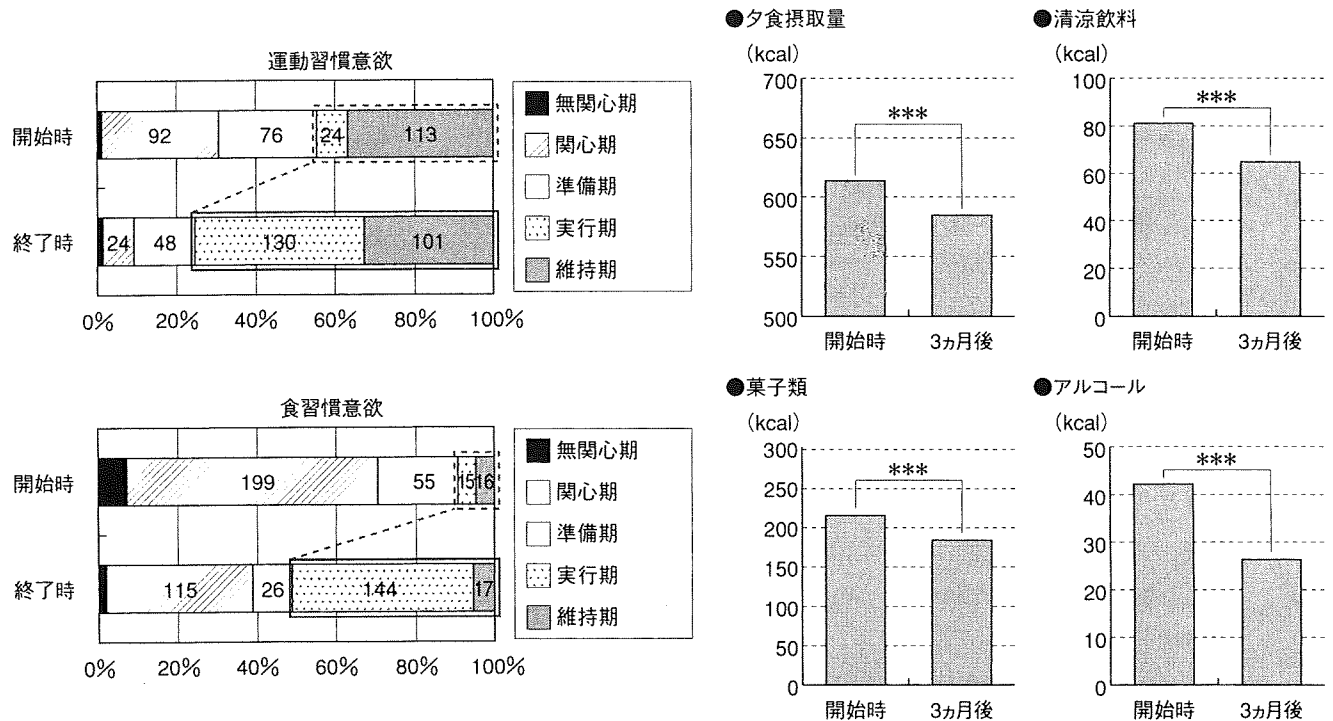 運動習慣意欲
開始時
92 76 24 113
終了時
24 48 130 101
0% 20% 40% 60% 80% 100%
無関心期
関心期
準備期
実行期
維持期
食習慣意欲
開始時
199 55 15 16
終了時
115 26 144 17
0% 20% 40% 60% 80% 100%
無関心期
関心期
準備期
実行期
維持期
●夕食摂取量
(kcal)
700
650
600
550
500
***
開始時 3ヵ月後
●清涼飲料
(kcal)
100
80
60
40
20
0
***
開始時 3ヵ月後
●菓子類
(kcal)
300
250
200
150
100
50
0
***
開始時 3ヵ月後
●アルコール
(kcal)
50
40
30
20
10
0
***
開始時 3ヵ月後